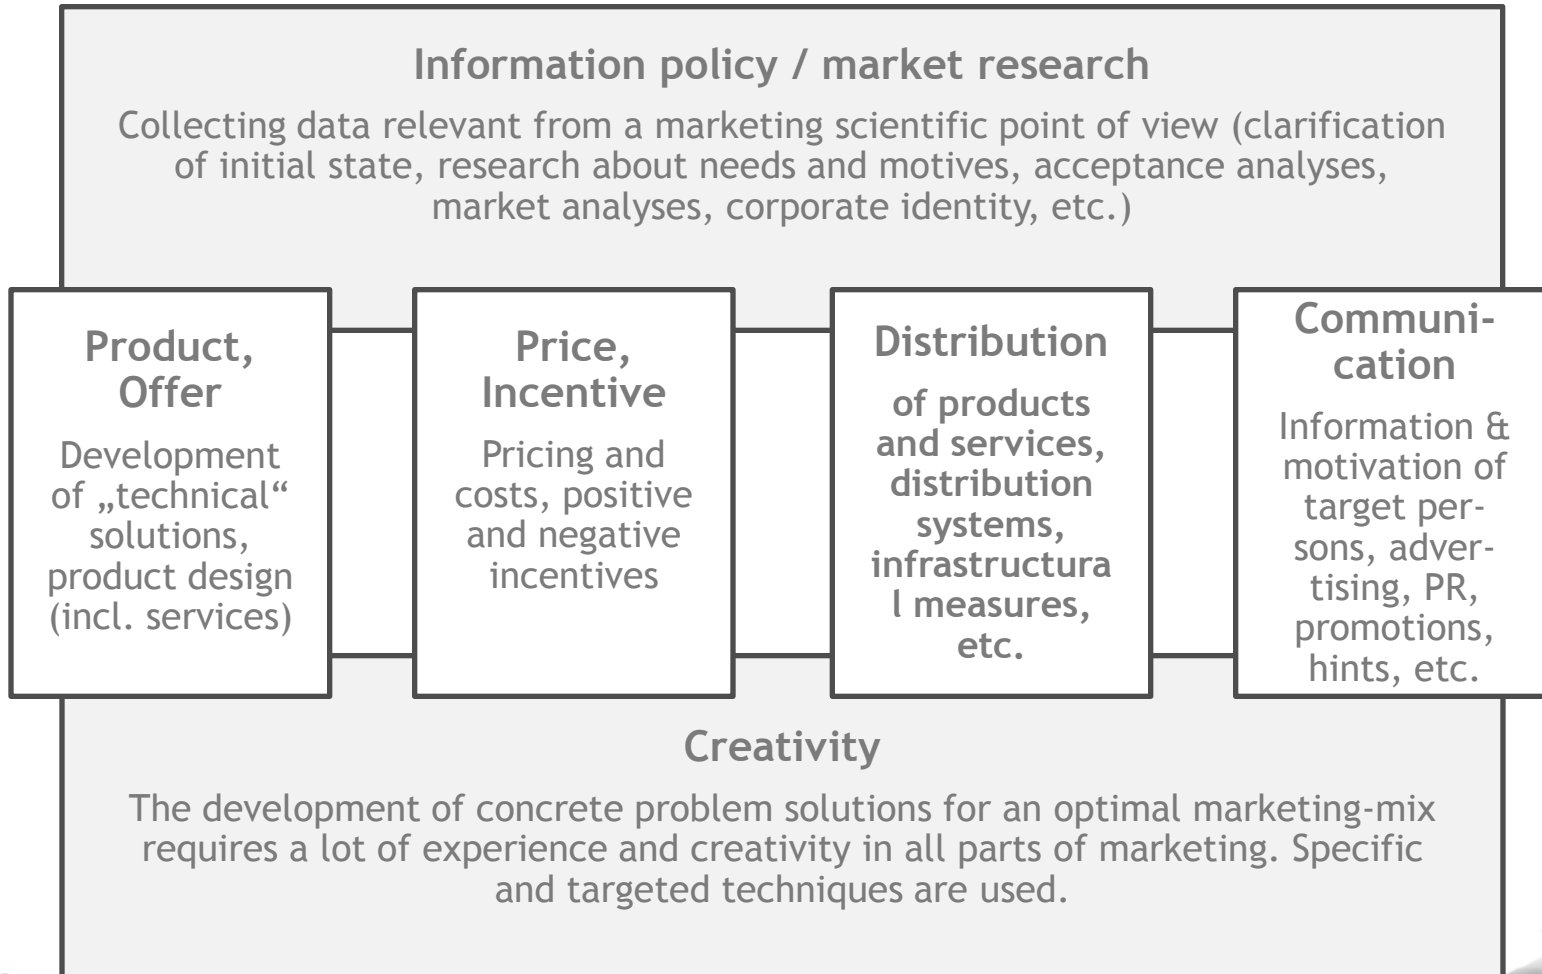 Information policy / market research
Collecting data relevant from a marketing scientific point of view (clarification
of initial state, research about needs and motives, acceptance analyses,
market analyses, corporate identity, etc.)
Product,
Offer
Development
of „technical“
solutions,
product design
(incl. services)
Price,
Incentive
Pricing and
costs, positive
and negative
incentives
Distribution
of products
and services,
distribution
systems,
infrastructura
l measures,
etc.
Communi-
cation
Information &
motivation of
target per-
sons, adver-
tising, PR,
promotions,
hints, etc.
Creativity
The development of concrete problem solutions for an optimal marketing-mix
requires a lot of experience and creativity in all parts of marketing. Specific
and targeted techniques are used.